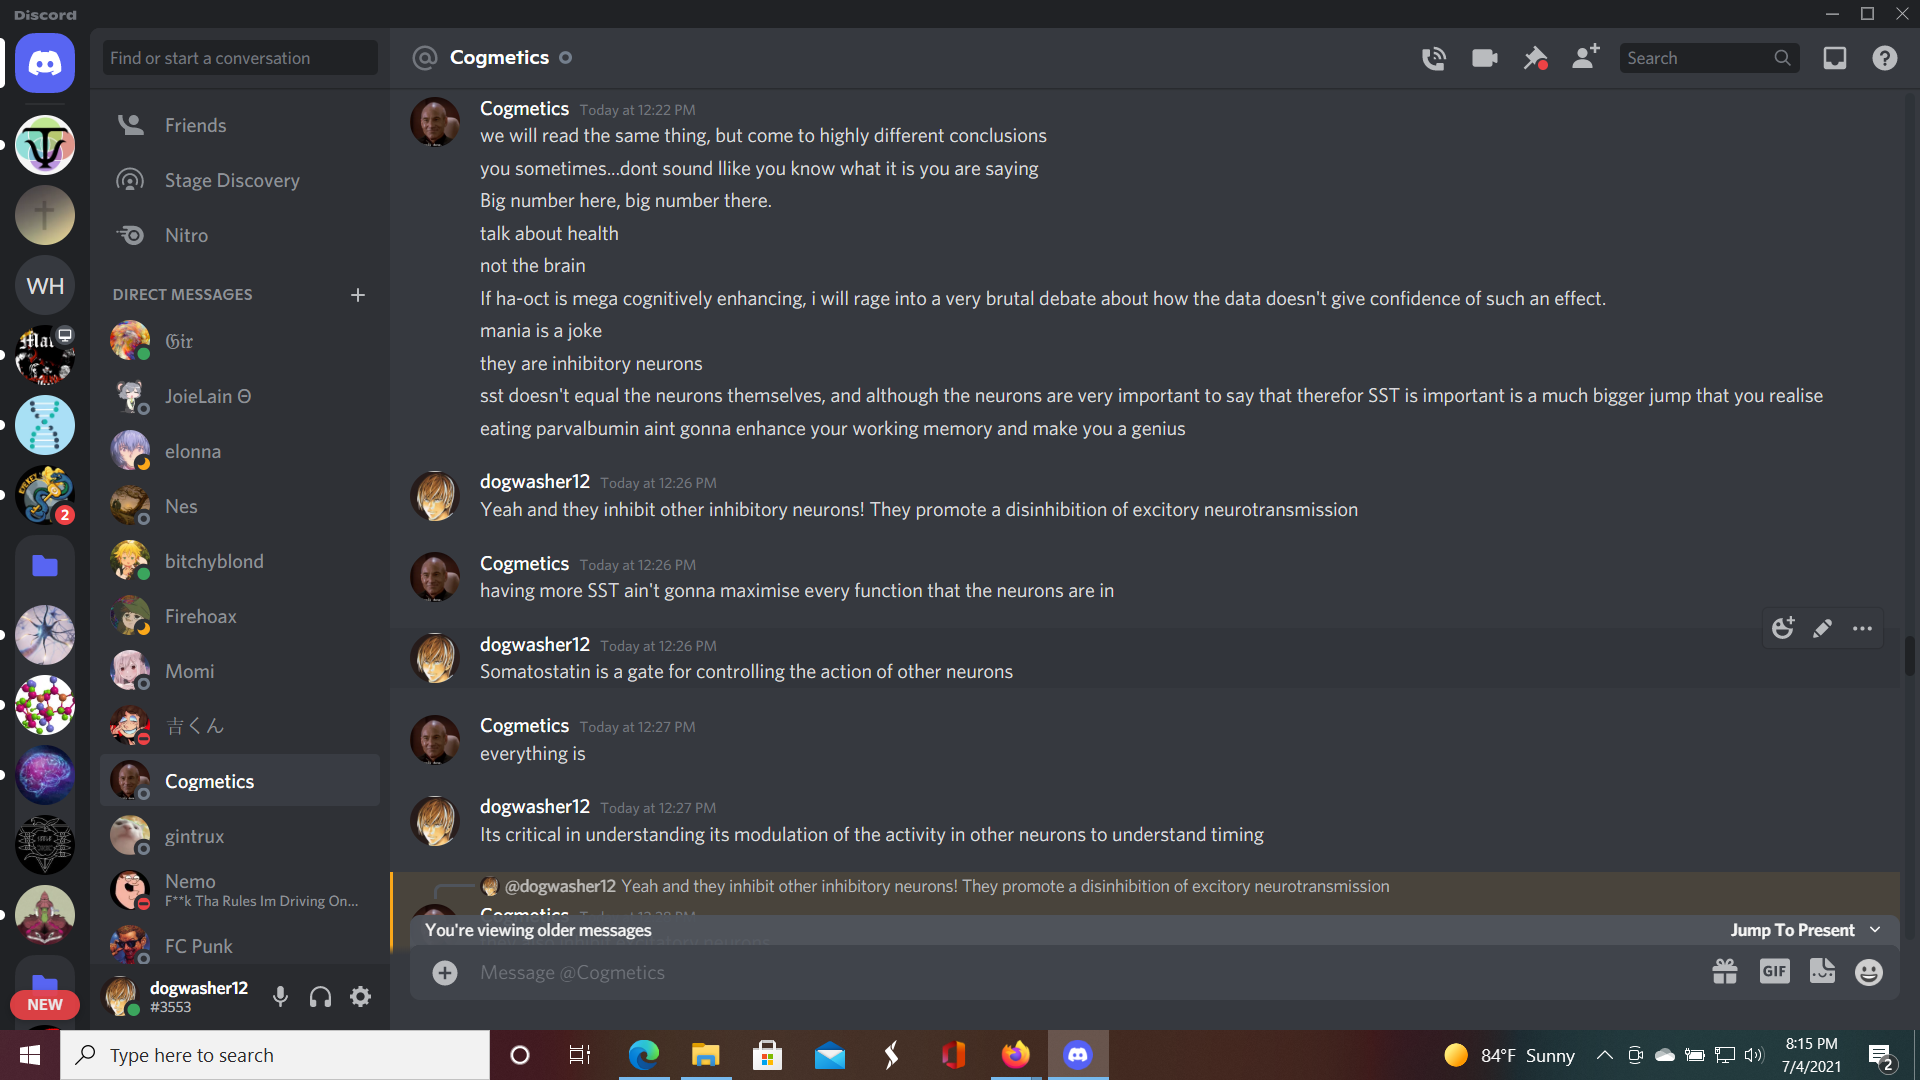 Discord
Find or start a conversation
Friends
Stage Discovery
Nitro
DIRECT MESSAGES
𝔊ir
JoieLain Θ
elonna
Nes
bitchyblond
Firehoax
Momi
吉くん
Cogmetics
gintrux
Nemo
F**k Tha Rules Im Driving On...
FC Punk
dogwasher12
#3553
WH
2
NEW
Cogmetics
Search
Cogmetics Today at 12:22 PM
we will read the same thing, but come to highly different conclusions
you sometimes...dont sound llike you know what it is you are saying
Big number here, big number there.
talk about health
not the brain
If ha-oct is mega cognitively enhancing, i will rage into a very brutal debate about how the data doesn't give confidence of such an effect.
mania is a joke
they are inhibitory neurons
sst doesn't equal the neurons themselves, and although the neurons are very important to say that therefor SST is important is a much bigger jump that you realise
eating parvalbumin aint gonna enhance your working memory and make you a genius
dogwasher12 Today at 12:26 PM
Yeah and they inhibit other inhibitory neurons! They promote a disinhibition of excitory neurotransmission
Cogmetics Today at 12:26 PM
having more SST ain't gonna maximise every function that the neurons are in
dogwasher12 Today at 12:26 PM
Somatostatin is a gate for controlling the action of other neurons
Cogmetics Today at 12:27 PM
everything is
dogwasher12 Today at 12:27 PM
Its critical in understanding its modulation of the activity in other neurons to understand timing
@dogwasher12 Yeah and they inhibit other inhibitory neurons! They promote a disinhibition of excitory neurotransmission
Cogmetics Today at 12:28 PM
You're viewing older messages
Jump To Present
Message @Cogmetics
GIF
Type here to search
84°F Sunny
8:15 PM
7/4/2021
2